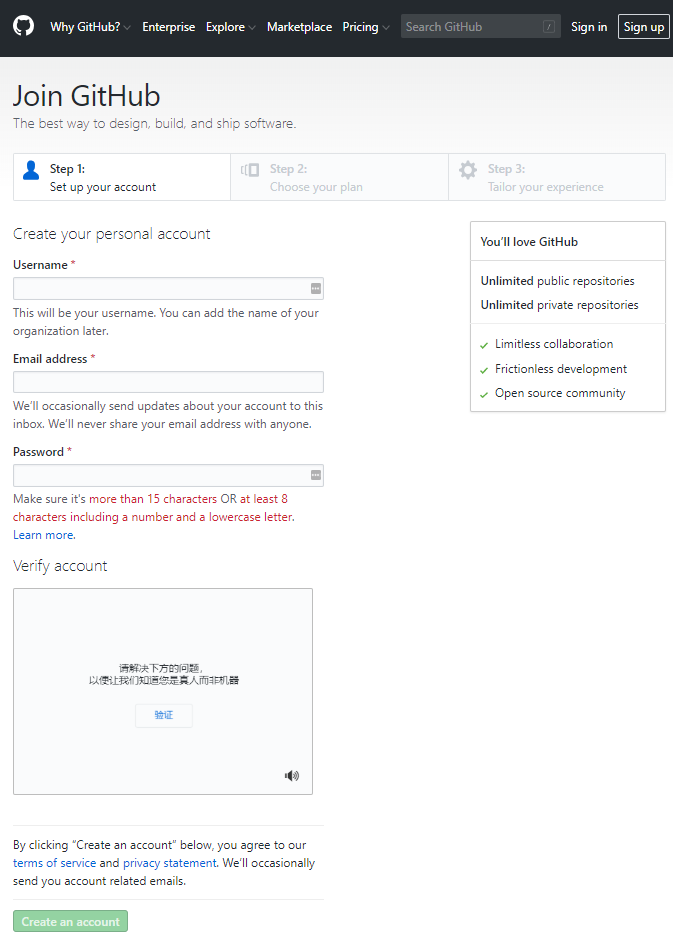 Why GitHub? Enterprise Explore Marketplace Pricing Search GitHub / Sign in Sign up
Join GitHub
The best way to design, build, and ship software.
Step 1:
Set up your account
Step 2:
Choose your plan
Step 3:
Tailor your experience
Create your personal account
Username *
This will be your username. You can add the name of your
organization later.
Email address *
We’ll occasionally send updates about your account to this
inbox. We’ll never share your email address with anyone.
Password *
Make sure it's more than 15 characters OR at least 8
characters including a number and a lowercase letter.
Learn more.
Verify account
请解决下方的问题,
以便让我们知道您是真人而非机器
验证
By clicking “Create an account” below, you agree to our
terms of service and privacy statement. We’ll occasionally
send you account related emails.
Create an account
You’ll love GitHub
Unlimited public repositories
Unlimited private repositories
✓ Limitless collaboration
✓ Frictionless development
✓ Open source community